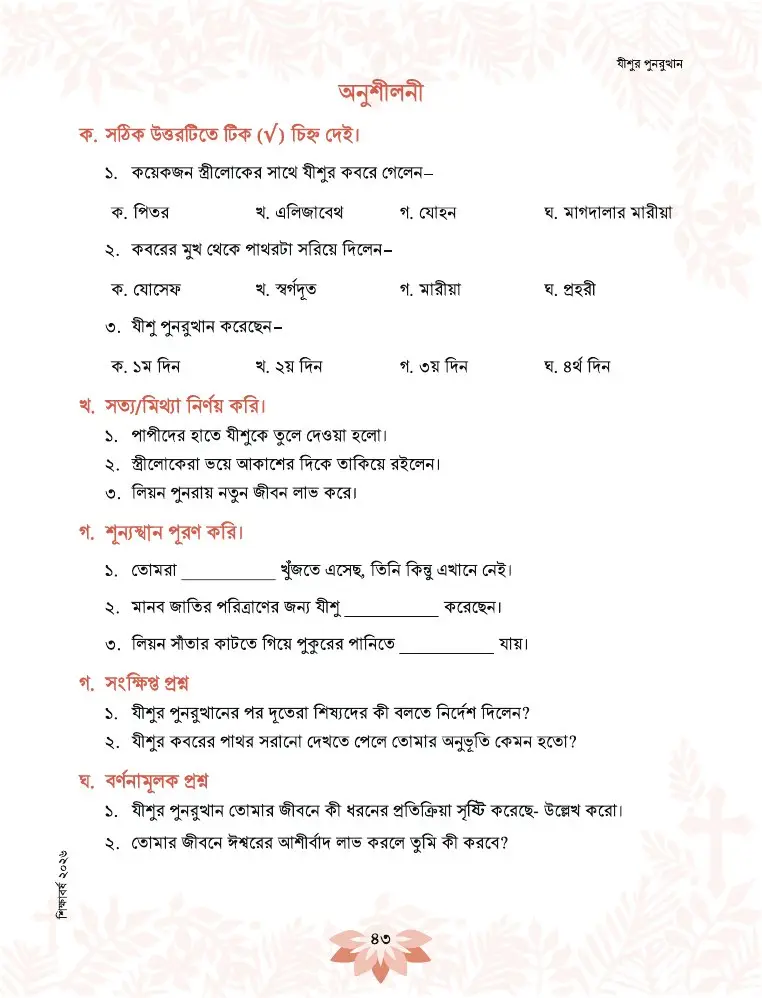 যীশুর পুনরুত্থান
অনুশীলনী
ক. সঠিক উত্তরটিতে টিক (√) চিহ্ন দেই।
১. কয়েকজন স্ত্রীলোকের সাথে যীশুর কবরে গেলেন–
ক. পিতর খ. এলিজাবেথ গ. যোহন ঘ. মাগদালার মারীয়া
২. কবরের মুখ থেকে পাথরটা সরিয়ে দিলেন–
ক. যোসেফ খ. স্বর্গদূত গ. মারীয়া ঘ. প্রহরী
৩. যীশু পুনরুত্থান করেছেন–
ক. ১ম দিন খ. ২য় দিন গ. ৩য় দিন ঘ. ৪র্থ দিন
খ. সত্য/মিথ্যা নির্ণয় করি।
১. পাপীদের হাতে যীশুকে তুলে দেওয়া হলো।
২. স্ত্রীলোকেরা ভয়ে আকাশের দিকে তাকিয়ে রইলেন।
৩. লিয়ন পুনরায় নতুন জীবন লাভ করে।
গ. শূন্যস্থান পূরণ করি।
১. তোমরা __________ খুঁজতে এসেছ, তিনি কিন্তু এখানে নেই।
২. মানব জাতির পরিত্রাণের জন্য যীশু __________ করেছেন।
৩. লিয়ন সাঁতার কাটতে গিয়ে পুকুরের পানিতে __________ যায়।
গ. সংক্ষিপ্ত প্রশ্ন
১. যীশুর পুনরুত্থানের পর দূতেরা শিষ্যদের কী বলতে নির্দেশ দিলেন?
২. যীশুর কবরের পাথর সরানো দেখতে পেলে তোমার অনুভূতি কেমন হতো?
ঘ. বর্ণনামূলক প্রশ্ন
১. যীশুর পুনরুত্থান তোমার জীবনে কী ধরনের প্রতিক্রিয়া সৃষ্টি করেছে- উল্লেখ করো।
২. তোমার জীবনে ঈশ্বরের আশীর্বাদ লাভ করলে তুমি কী করবে?
শিক্ষাবর্ষ ২০২৬
৪৩